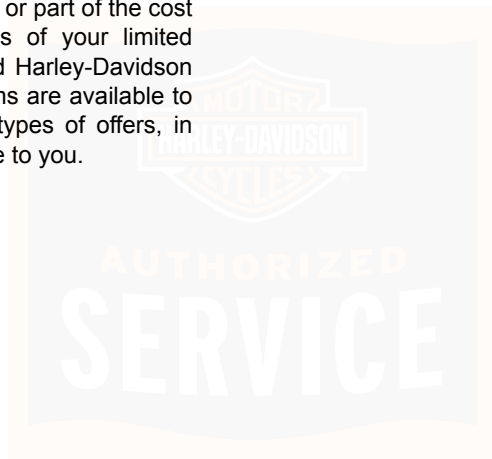 or part of the cost
s of your limited
d Harley-Davidson
ns are available to
types of offers, in
e to you.
MOTOR
HARLEY-DAVIDSON
CYCLES
AUTHORIZED
SERVICE